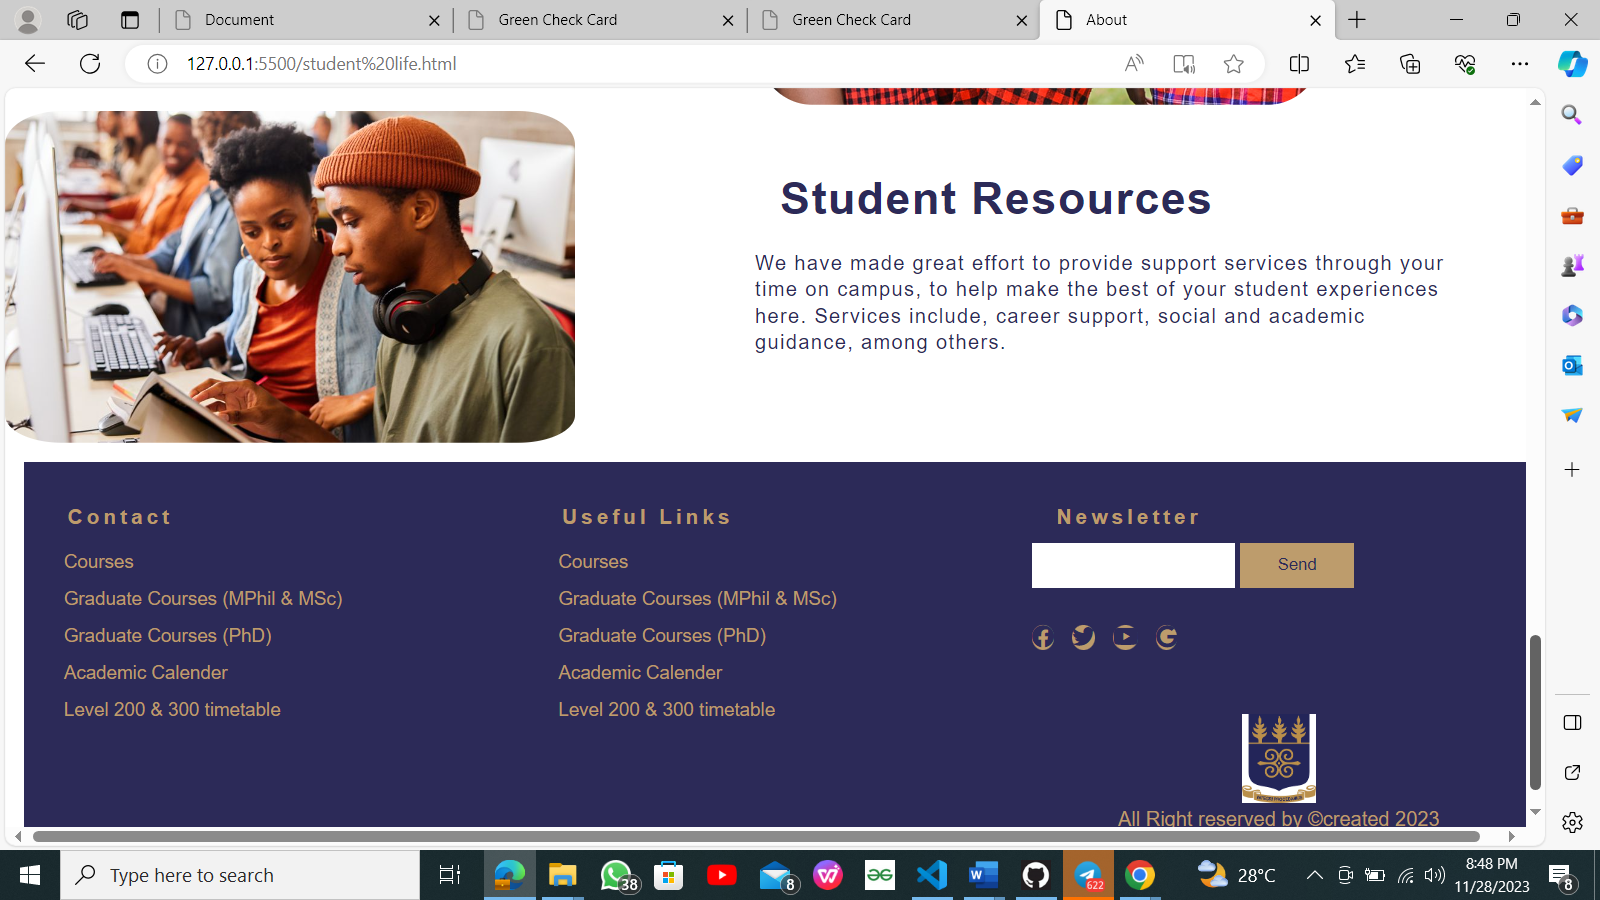 Document
Green Check Card
Green Check Card
About
127.0.0.1:5500/student%20life.html
Student Resources
We have made great effort to provide support services through your
time on campus, to help make the best of your student experiences
here. Services include, career support, social and academic
guidance, among others.
Contact
Useful Links
Newsletter
Courses
Courses
Send
Graduate Courses (MPhil & MSc)
Graduate Courses (MPhil & MSc)
Graduate Courses (PhD)
Graduate Courses (PhD)
Academic Calender
Academic Calender
Level 200 & 300 timetable
Level 200 & 300 timetable
All Right reserved by ©created 2023
Type here to search
38
8
622
28°C
8:48 PM
11/28/2023
8